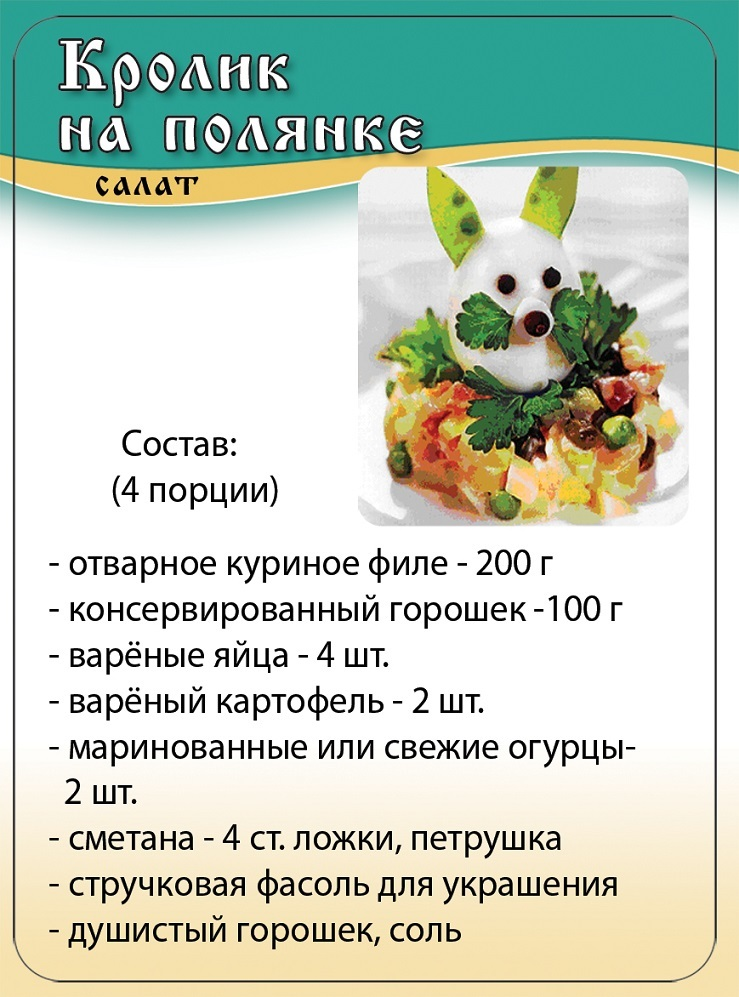 Кролик
на полянке
салат
Состав:
(4 порции)
- отварное куриное филе - 200 г
- консервированный горошек -100 г
- варёные яйца - 4 шт.
- варёный картофель - 2 шт.
- маринованные или свежие огурцы-
2 шт.
- сметана - 4 ст. ложки, петрушка
- стручковая фасоль для украшения
- душистый горошек, соль